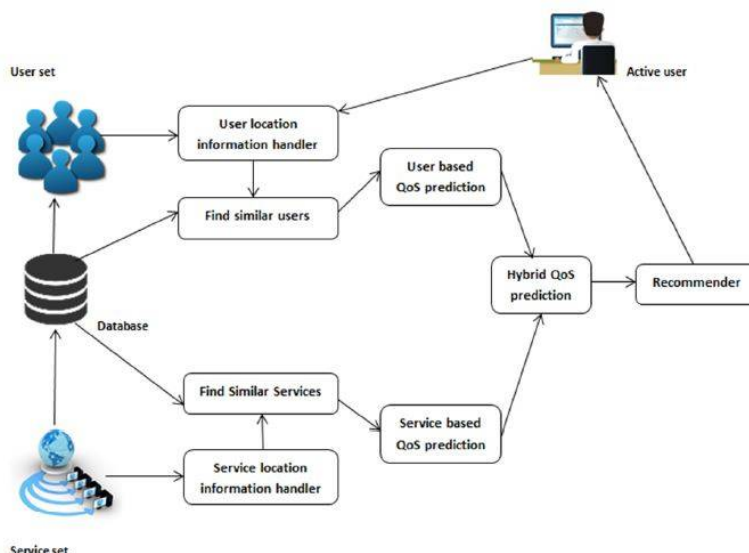 User set
Active user
User location
information handler
User based
QoS prediction
Find similar users
Hybrid QoS
prediction
Recommender
Database
Find Similar Services
Service based
QoS prediction
Service location
information handler
Service set